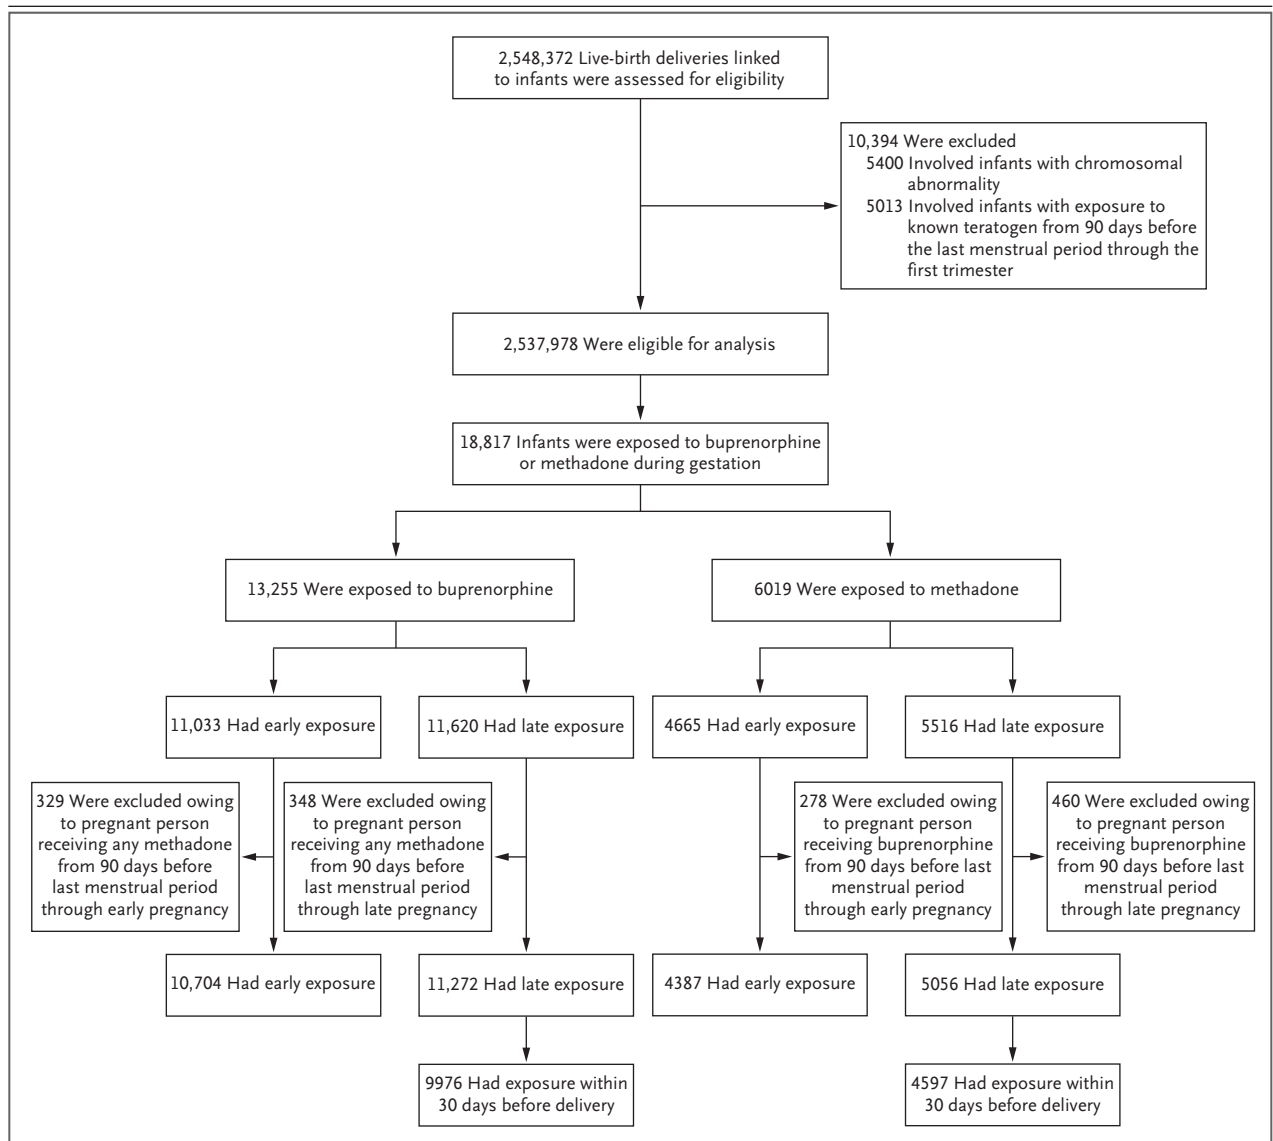 2,548,372 Live-birth deliveries linked
to infants were assessed for eligibility
10,394 Were excluded
5400 Involved infants with chromosomal
abnormality
5013 Involved infants with exposure to
known teratogen from 90 days before
the last menstrual period through the
first trimester
2,537,978 Were eligible for analysis
18,817 Infants were exposed to buprenorphine
or methadone during gestation
13,255 Were exposed to buprenorphine
6019 Were exposed to methadone
11,033 Had early exposure
11,620 Had late exposure
4665 Had early exposure
5516 Had late exposure
329 Were excluded owing
to pregnant person
receiving any methadone
from 90 days before
last menstrual period
through early pregnancy
348 Were excluded owing
to pregnant person
receiving any methadone
from 90 days before
last menstrual period
through late pregnancy
278 Were excluded owing
to pregnant person
receiving buprenorphine
from 90 days before last
menstrual period
through early pregnancy
460 Were excluded owing
to pregnant person
receiving buprenorphine
from 90 days before last
menstrual period
through late pregnancy
10,704 Had early exposure
11,272 Had late exposure
4387 Had early exposure
5056 Had late exposure
9976 Had exposure within
30 days before delivery
4597 Had exposure within
30 days before delivery